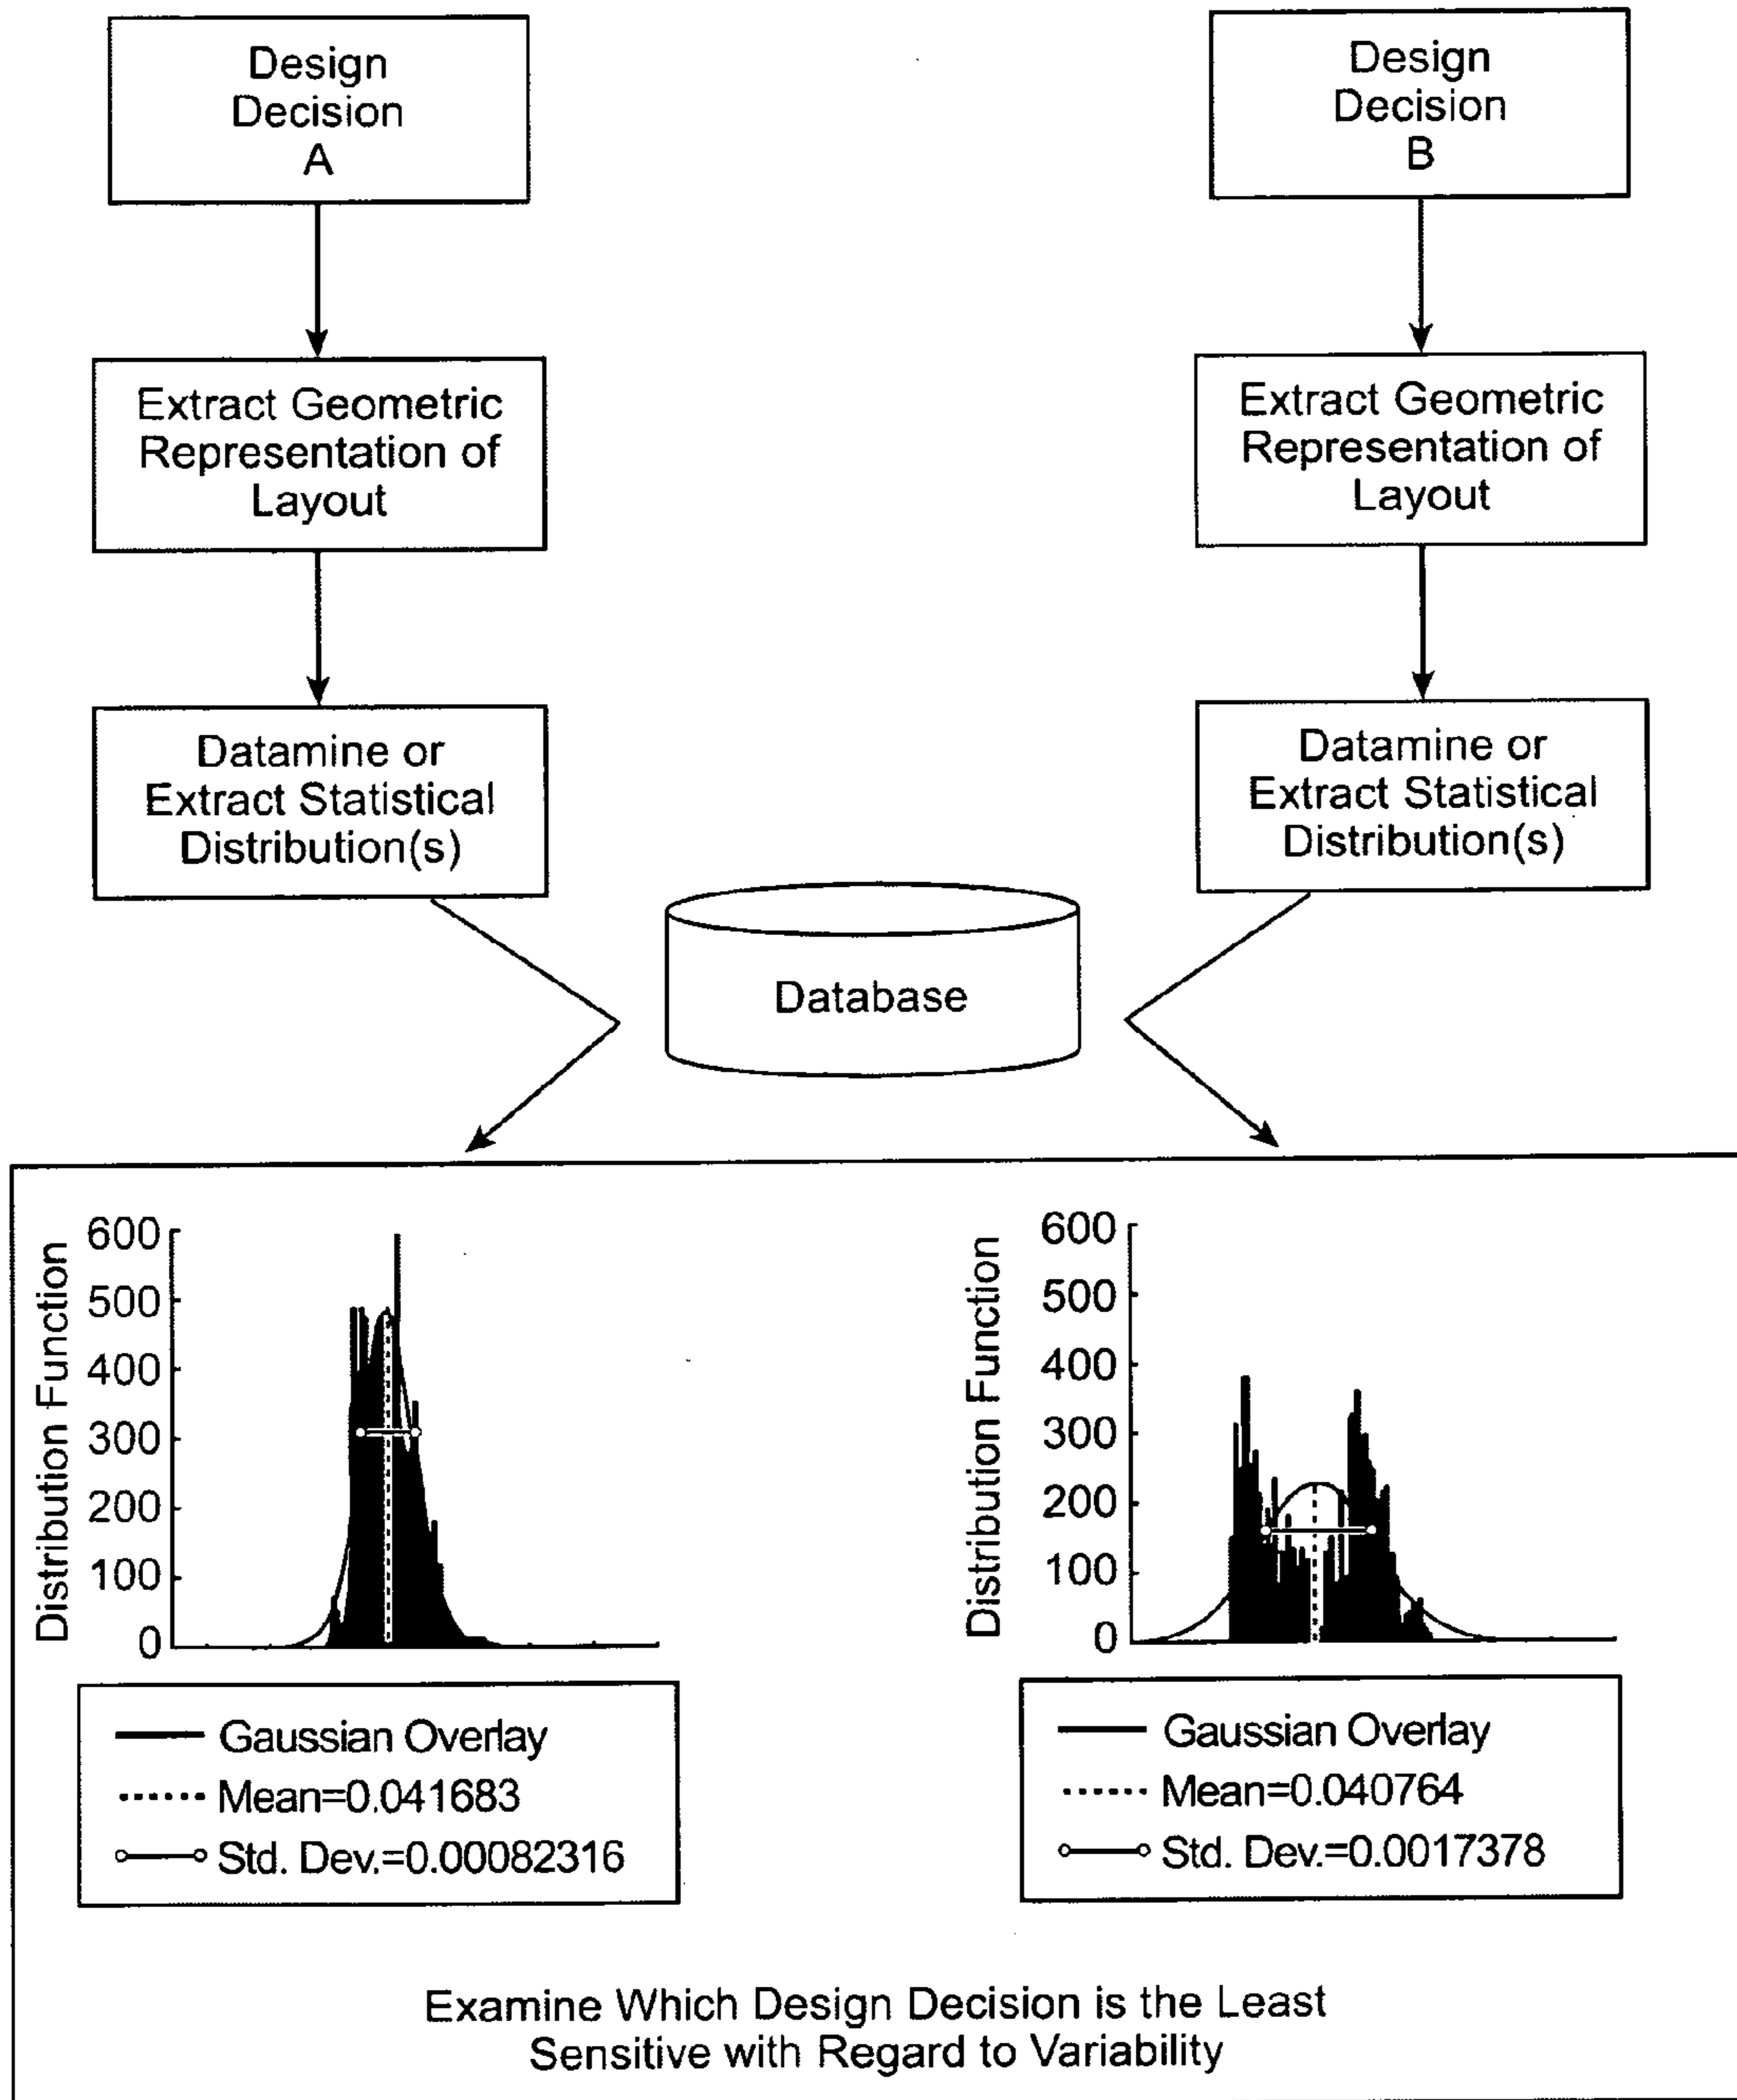 Design
Decision
A
Design
Decision
B
Extract Geometric
Representation of
Layout
Extract Geometric
Representation of
Layout
Datamine or
Extract Statistical
Distribution(s)
Datamine or
Extract Statistical
Distribution(s)
Database
Distribution Function
600
500
400
300
200
100
0
Gaussian Overlay
Mean=0.041683
Std. Dev.=0.00082316
Distribution Function
600
500
400
300
200
100
0
Gaussian Overlay
Mean=0.040764
Std. Dev.=0.0017378
Examine Which Design Decision is the Least
Sensitive with Regard to Variability